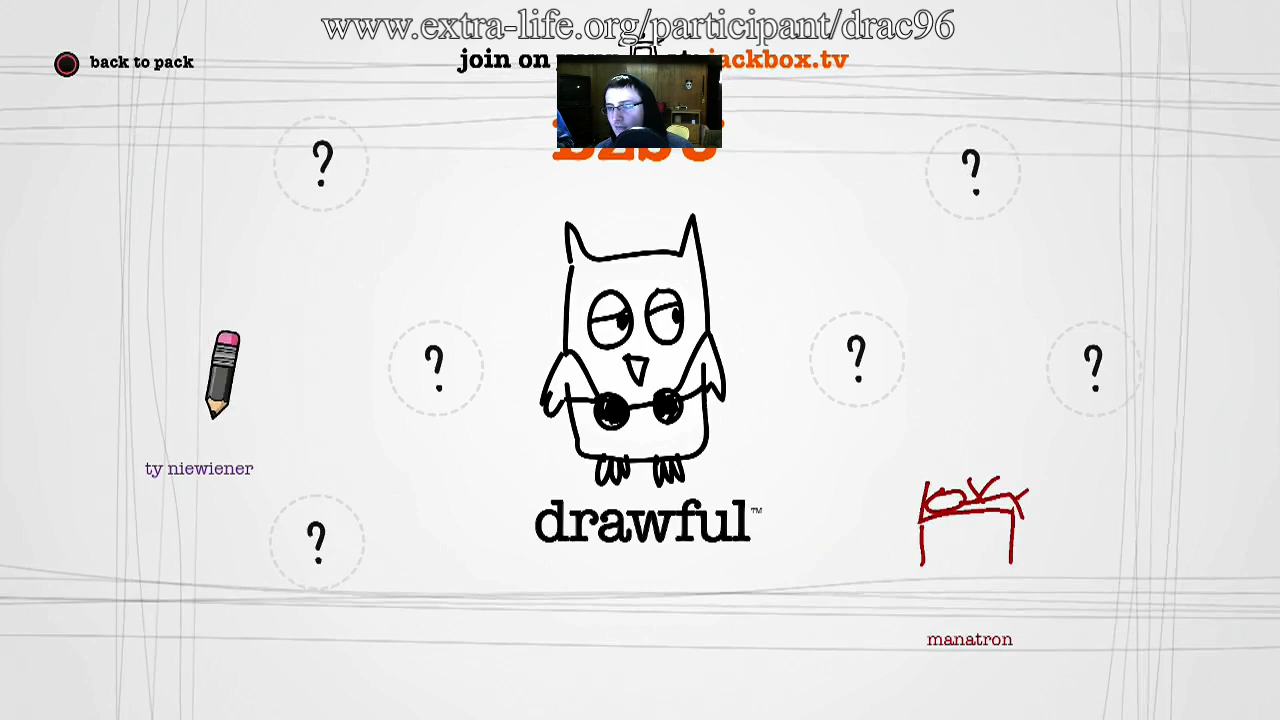 www.extra-life.org/participant/drac96
back to pack
join on jackbox.tv
?
?
?
?
?
ty niewiener
?
drawful™
manatron